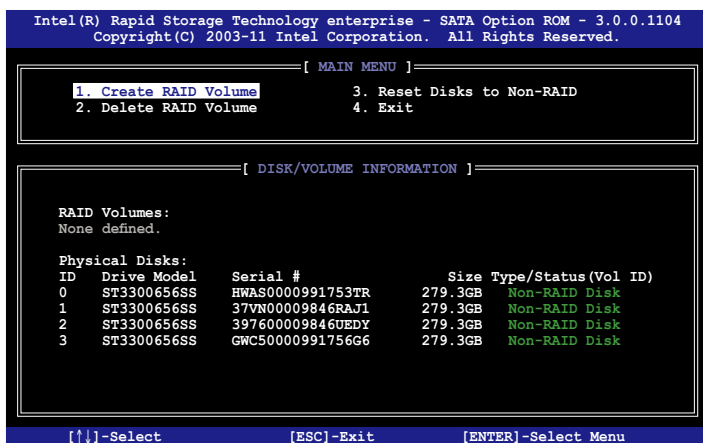 Intel(R) Rapid Storage Technology enterprise - SATA Option ROM - 3.0.0.1104
Copyright(C) 2003-11 Intel Corporation. All Rights Reserved.
[ MAIN MENU ]
1. Create RAID Volume 3. Reset Disks to Non-RAID
2. Delete RAID Volume 4. Exit
[ DISK/VOLUME INFORMATION ]
RAID Volumes:
None defined.
Physical Disks:
ID Drive Model Serial # Size Type/Status(Vol ID)
0 ST3300656SS HWAS0000991753TR 279.3GB Non-RAID Disk
1 ST3300656SS 37VN00009846RAJ1 279.3GB Non-RAID Disk
2 ST3300656SS 397600009846UEDY 279.3GB Non-RAID Disk
3 ST3300656SS GWC50000991756G6 279.3GB Non-RAID Disk
[↑↓]-Select [ESC]-Exit [ENTER]-Select Menu